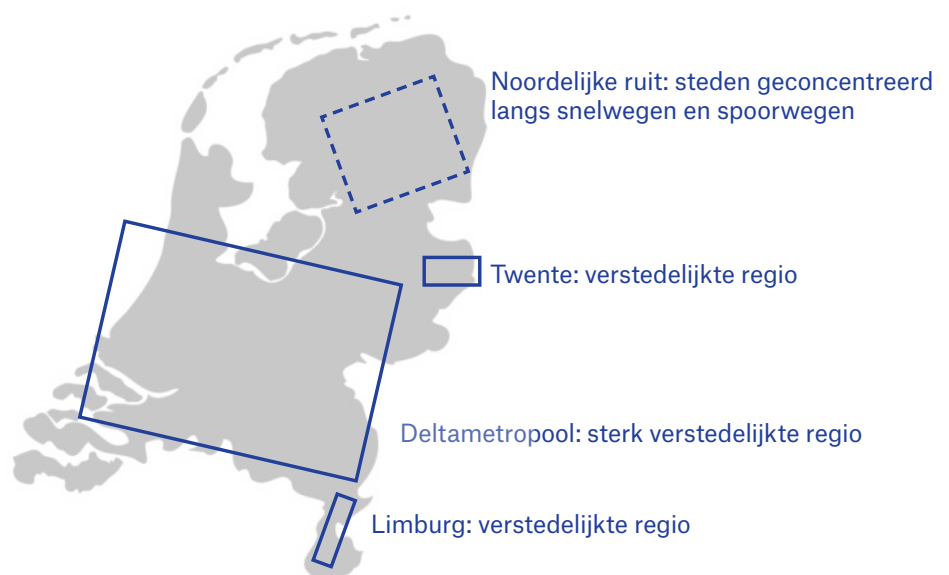 Noordelijke ruit: steden geconcentreerd
langs snelwegen en spoorwegen
Twente: verstedelijkte regio
Deltametropool: sterk verstedelijkte regio
Limburg: verstedelijkte regio